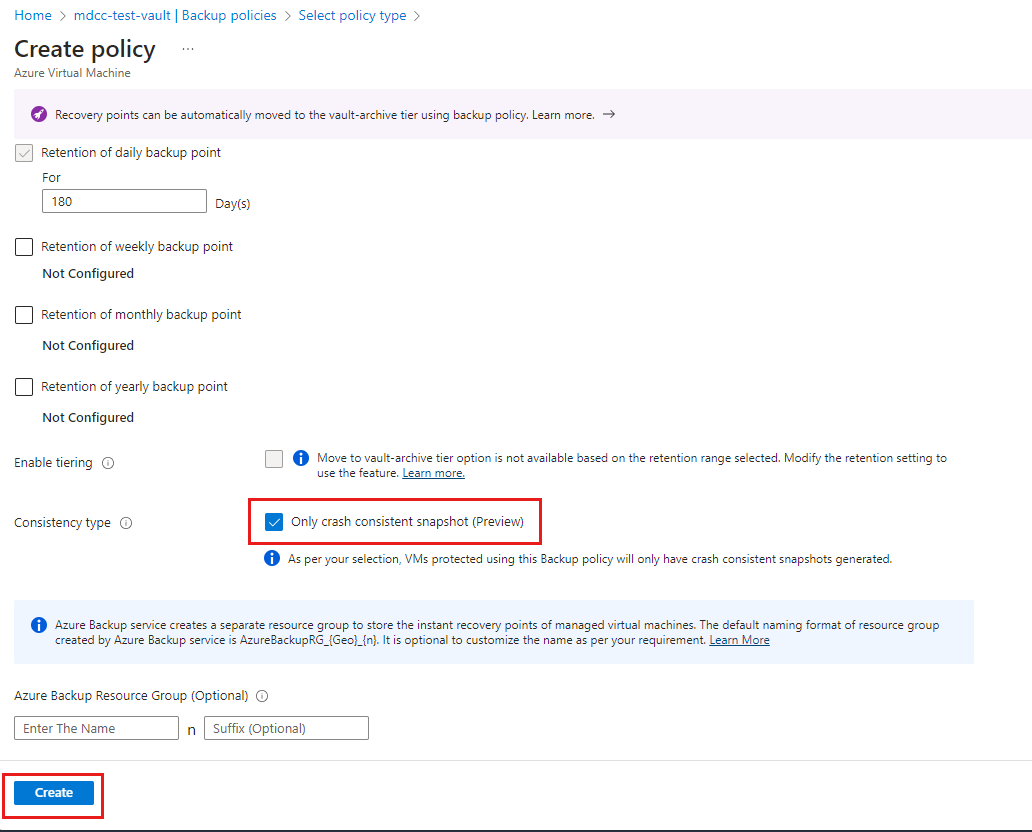 Home > mdcc-test-vault | Backup policies > Select policy type >
Create policy ...
Azure Virtual Machine
Recovery points can be automatically moved to the vault-archive tier using backup policy. Learn more. →
Retention of daily backup point
For
180 Day(s)
Retention of weekly backup point
Not Configured
Retention of monthly backup point
Not Configured
Retention of yearly backup point
Not Configured
Enable tiering
Move to vault-archive tier option is not available based on the retention range selected. Modify the retention setting to
use the feature. Learn more.
Consistency type
Only crash consistent snapshot (Preview)
As per your selection, VMs protected using this Backup policy will only have crash consistent snapshots generated.
Azure Backup service creates a separate resource group to store the instant recovery points of managed virtual machines. The default naming format of resource group
created by Azure Backup service is AzureBackupRG_{Geo}_{n}. It is optional to customize the name as per your requirement. Learn More
Azure Backup Resource Group (Optional)
Enter The Name n Suffix (Optional)
Create